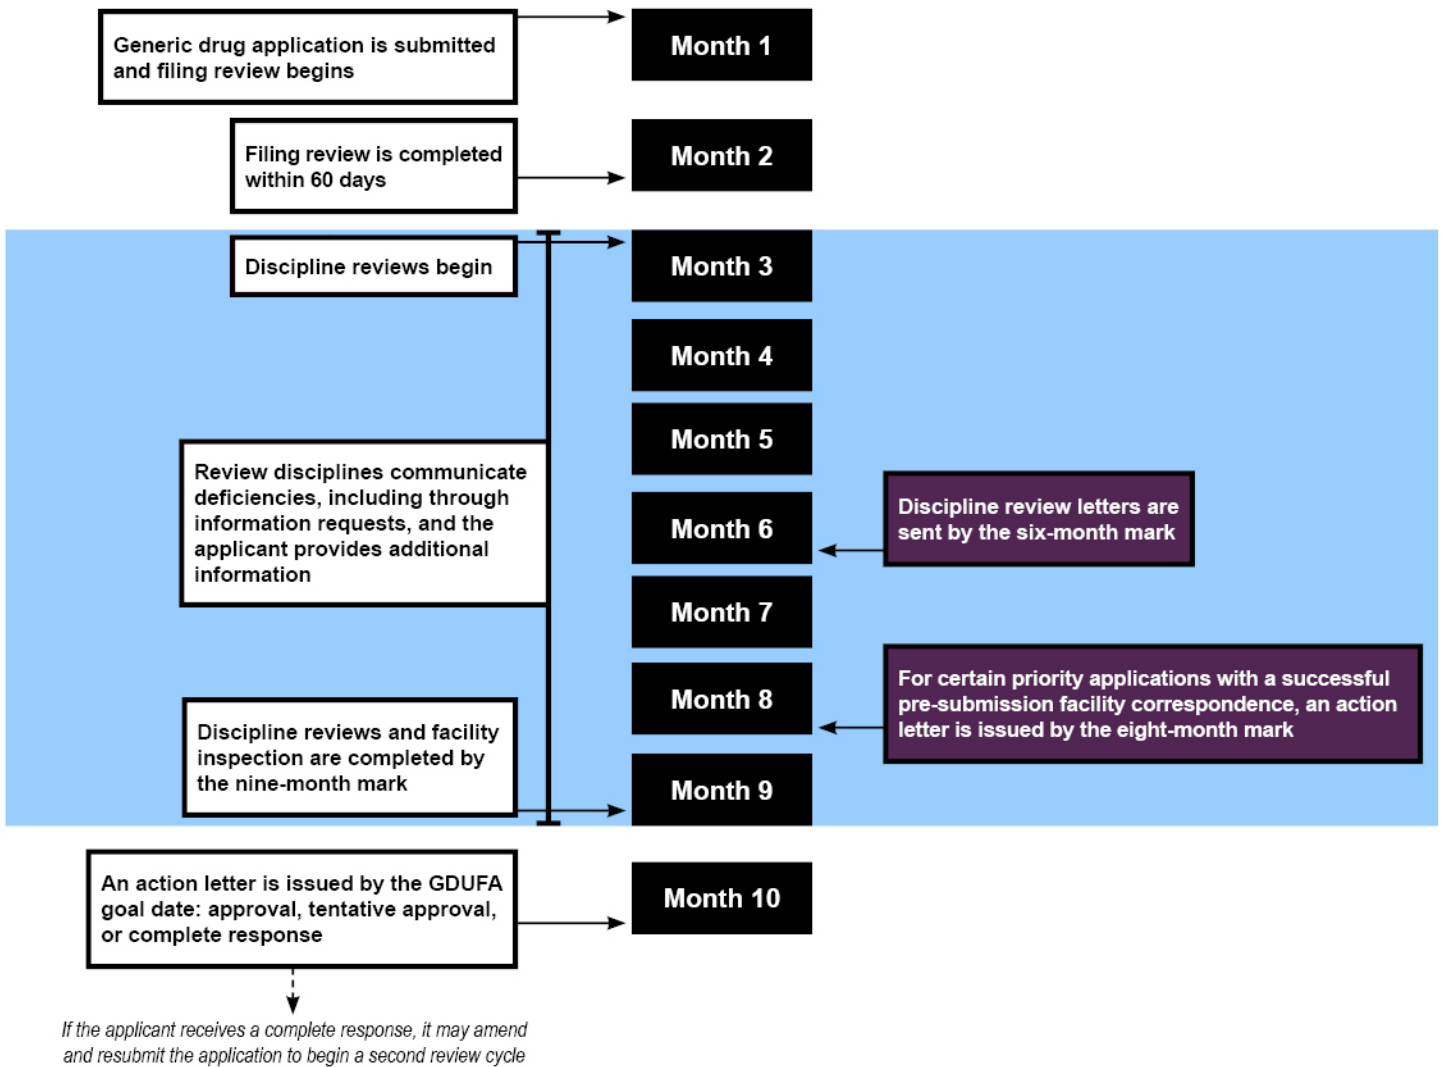 Generic drug application is submitted
and filing review begins
Month 1
Filing review is completed
within 60 days
Month 2
Discipline reviews begin
Month 3
Month 4
Month 5
Review disciplines communicate
deficiencies, including through
information requests, and the
applicant provides additional
information
Month 6
Discipline review letters are
sent by the six-month mark
Month 7
Month 8
For certain priority applications with a successful
pre-submission facility correspondence, an action
letter is issued by the eight-month mark
Discipline reviews and facility
inspection are completed by
the nine-month mark
Month 9
An action letter is issued by the GDUFA
goal date: approval, tentative approval,
or complete response
Month 10
If the applicant receives a complete response, it may amend
and resubmit the application to begin a second review cycle